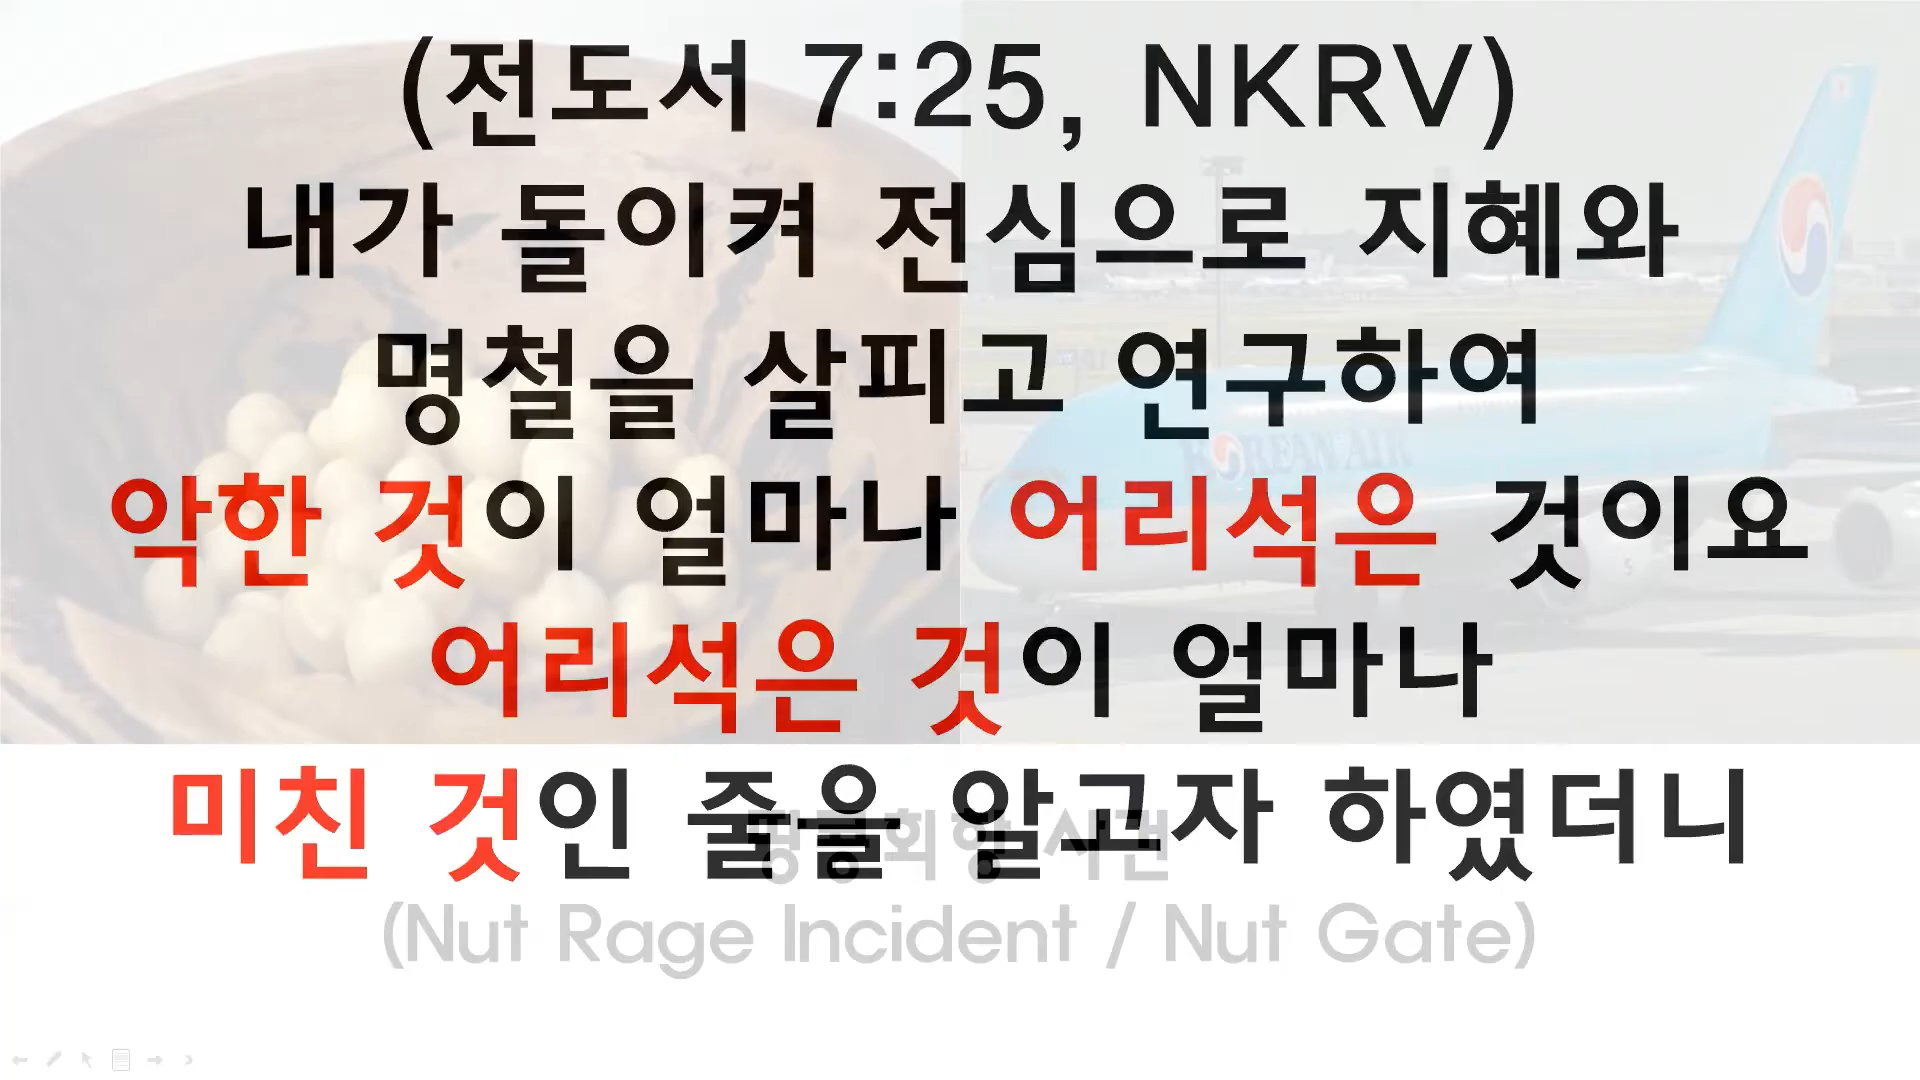 (전도서 7:25, NKRV)
내가 돌이켜 전심으로 지혜와
명철을 살피고 연구하여
악한 것이 얼마나 어리석은 것이요
어리석은 것이 얼마나
미친 것인 줄을 알고자 하였더니
땅콩회항 사건
(Nut Rage Incident / Nut Gate)
KOREAN AIR